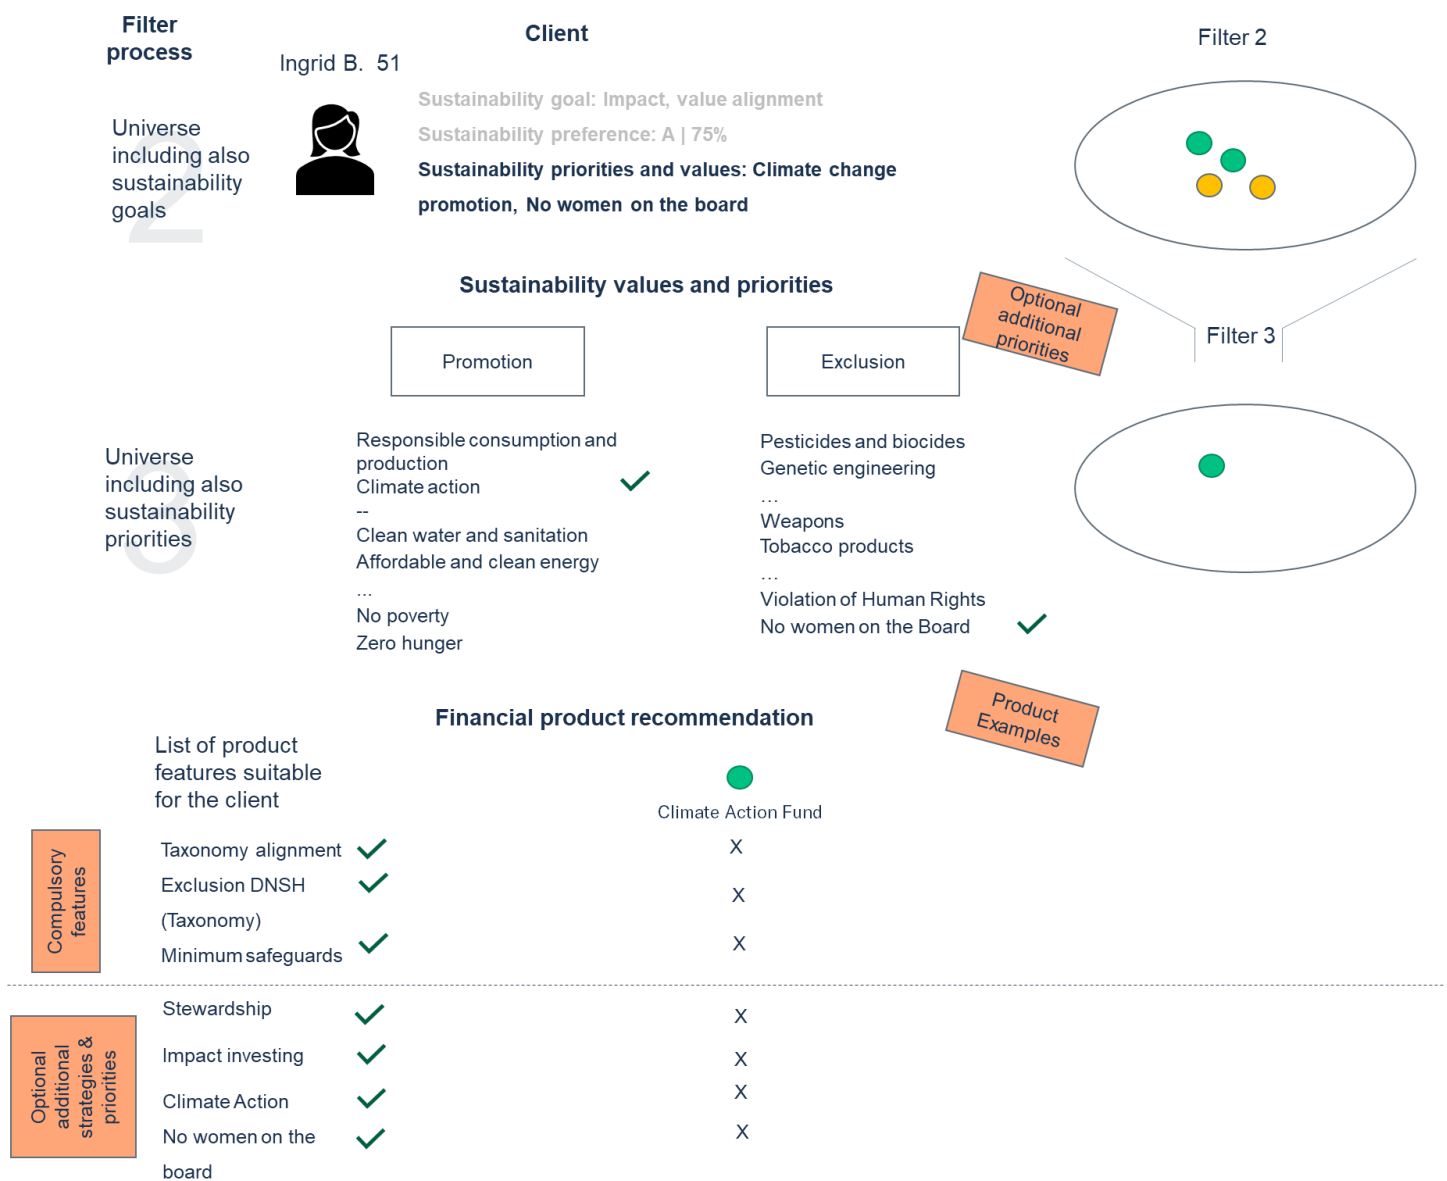 Filter
process
Client
Filter 2
Ingrid B. 51
Sustainability goal: Impact, value alignment
Sustainability preference: A | 75%
Sustainability priorities and values: Climate change
promotion, No women on the board
2
Universe
including also
sustainability
goals
Sustainability values and priorities
Optional
additional
priorities
Filter 3
Promotion
Exclusion
3
Universe
including also
sustainability
priorities
Responsible consumption and
production
Climate action
--
Clean water and sanitation
Affordable and clean energy
...
No poverty
Zero hunger
Pesticides and biocides
Genetic engineering
...
Weapons
Tobacco products
...
Violation of Human Rights
No women on the Board
Product
Examples
Financial product recommendation
List of product
features suitable
for the client
Climate Action Fund
Compulsory
features
Taxonomy alignment
X
Exclusion DNSH
(Taxonomy)
X
Minimum safeguards
X
Optional
additional
strategies &
priorities
Stewardship
X
Impact investing
X
Climate Action
X
No women on the
board
X